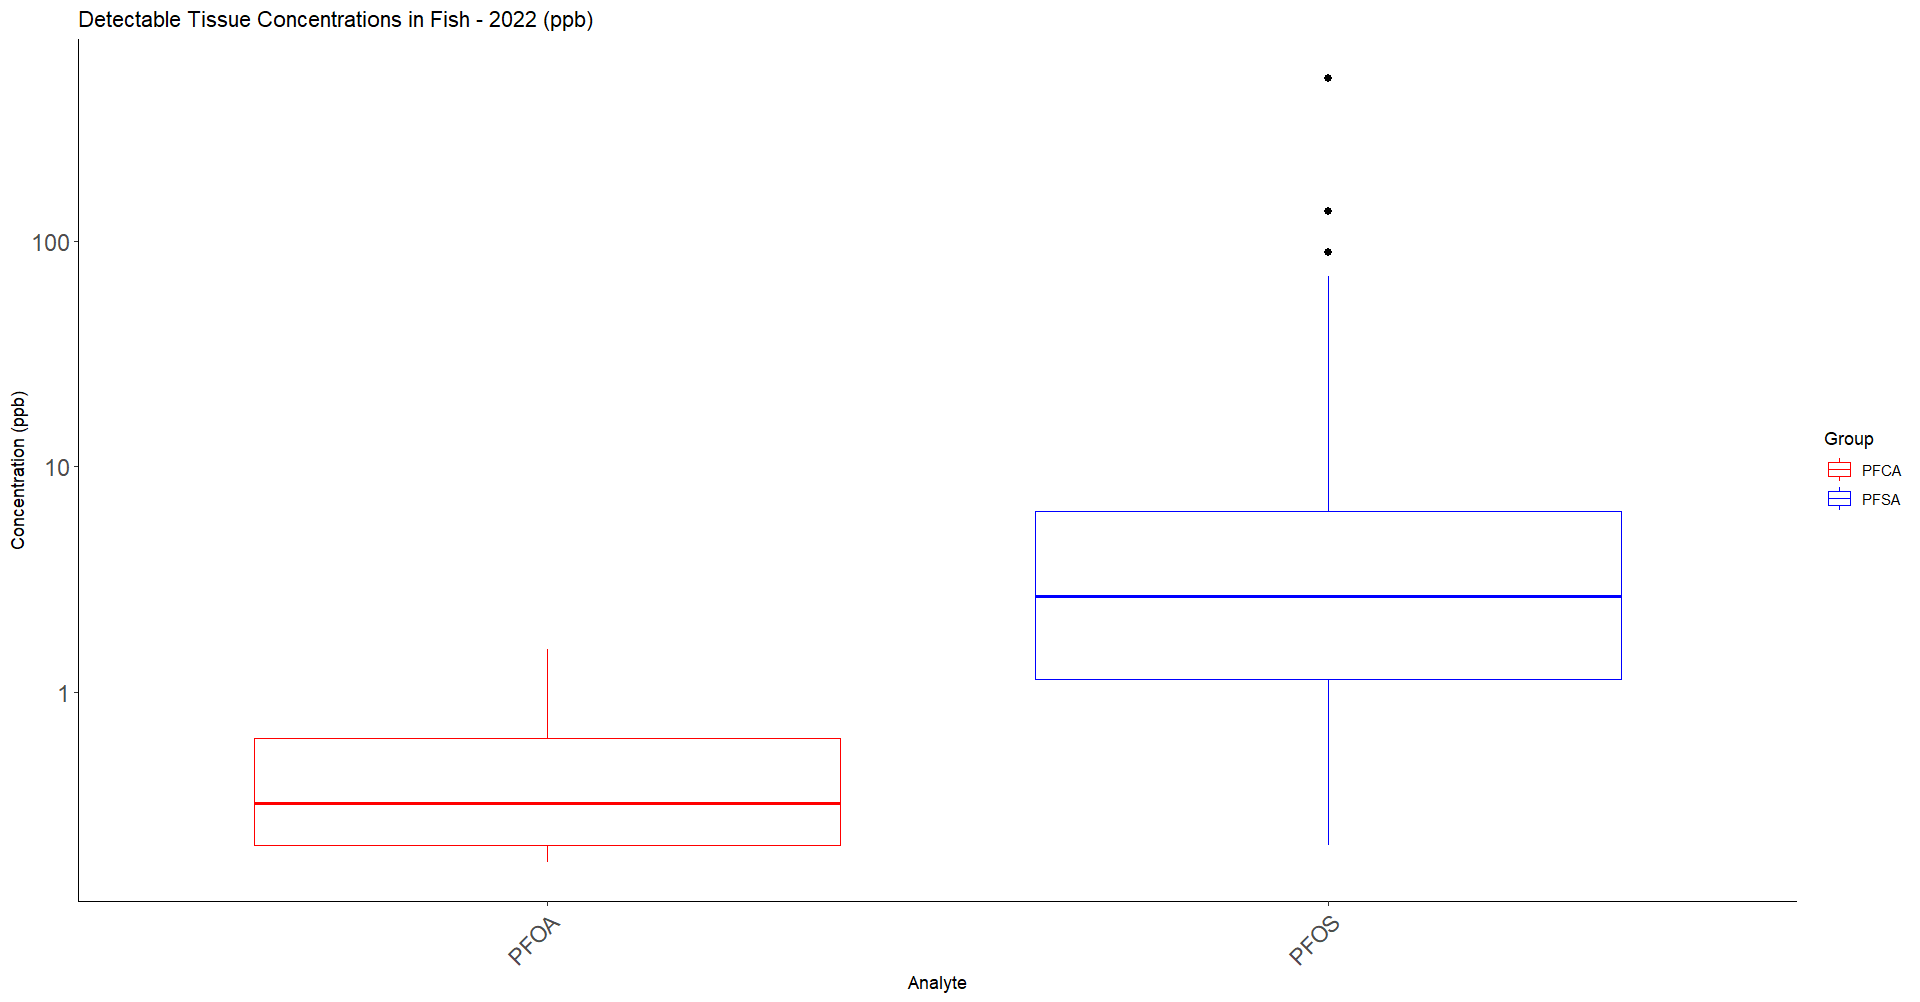 Detectable Tissue Concentrations in Fish - 2022 (ppb)
Concentration (ppb)
100
10
1
PFOA
PFOS
Analyte
Group
PFCA
PFSA